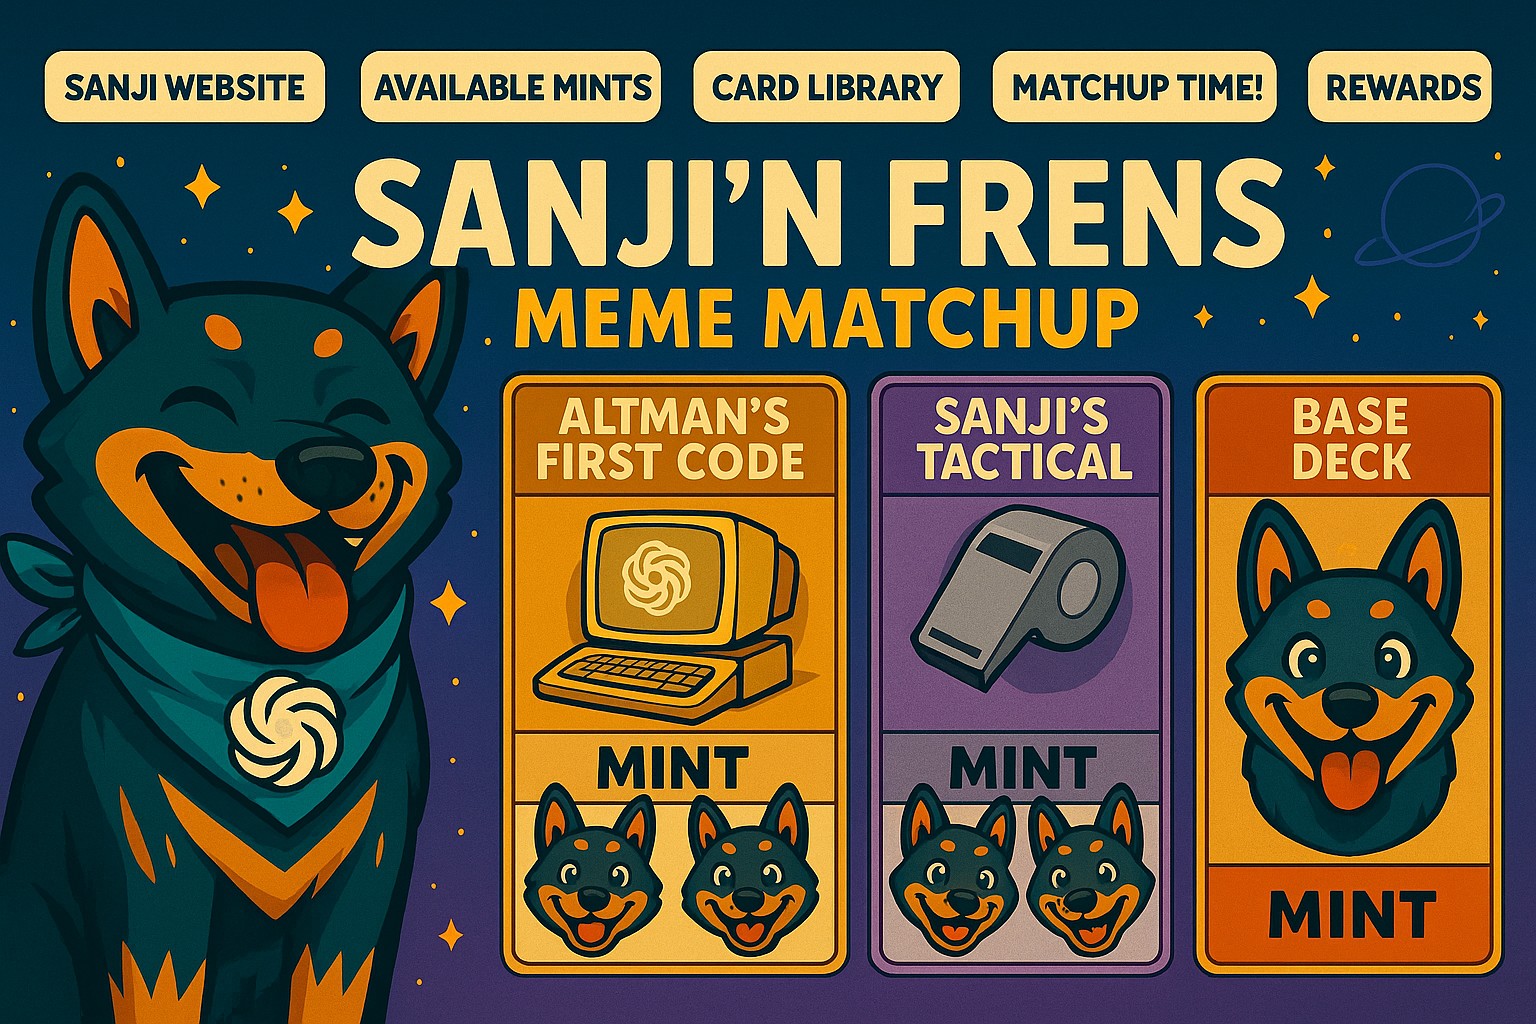 SANJI WEBSITE
AVAILABLE MINTS
CARD LIBRARY
MATCHUP TIME!
REWARDS
SANJI'N FRENS
MEME MATCHUP
ALTMAN'S
FIRST CODE
MINT
SANJI'S
TACTICAL
MINT
BASE
DECK
MINT